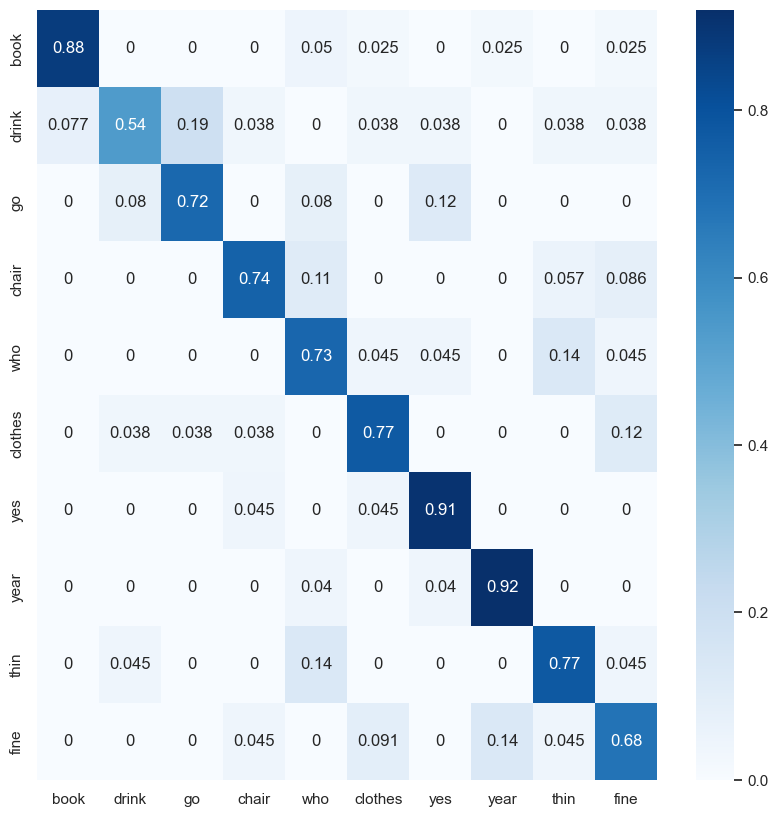 book 0.88 0 0 0 0.05 0.025 0 0.025 0 0.025
drink 0.077 0.54 0.19 0.038 0 0.038 0.038 0 0.038 0.038
go 0 0.08 0.72 0 0.08 0 0.12 0 0 0
chair 0 0 0 0.74 0.11 0 0 0 0.057 0.086
who 0 0 0 0 0.73 0.045 0.045 0 0.14 0.045
clothes 0 0.038 0.038 0.038 0 0.77 0 0 0 0.12
yes 0 0 0 0.045 0 0.045 0.91 0 0 0
year 0 0 0 0 0.04 0 0.04 0.92 0 0
thin 0 0.045 0 0 0.14 0 0 0 0.77 0.045
fine 0 0 0 0.045 0 0.091 0 0.14 0.045 0.68
book drink go chair who clothes yes year thin fine
0.8
0.6
0.4
0.2
0.0